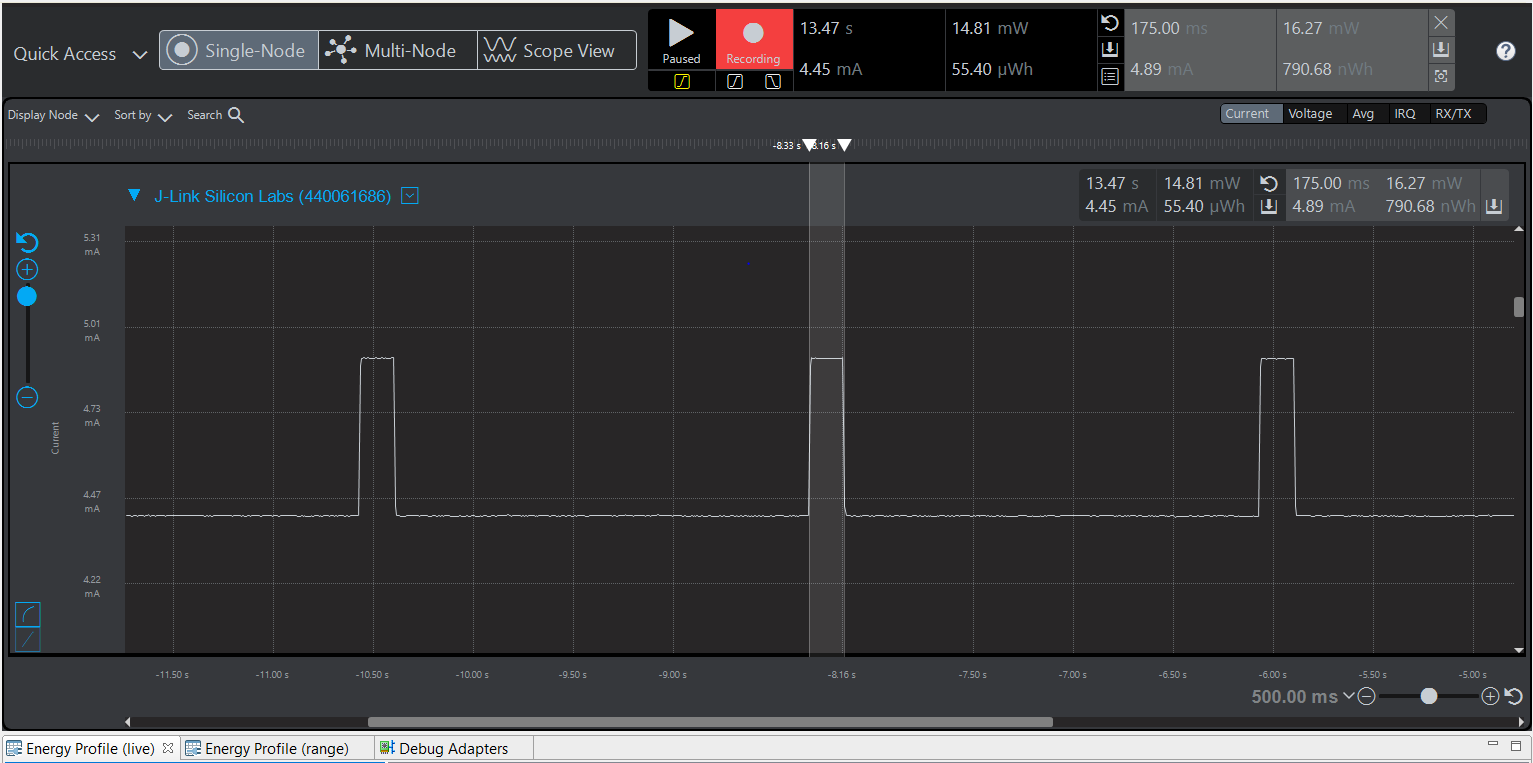 Quick Access
Single-Node
Multi-Node
Scope View
Paused
Recording
13.47 s
14.81 mW
4.45 mA
55.40 µWh
175.00 ms
16.27 mW
4.89 mA
790.68 nWh
?
Display Node
Sort by
Search
Current
Voltage
Avg
IRQ
RX/TX
-8.33 s
8.16 s
J-Link Silicon Labs (440061686)
13.47 s
14.81 mW
175.00 ms
16.27 mW
4.45 mA
55.40 µWh
4.89 mA
790.68 nWh
5.31
mA
5.01
mA
4.73
mA
Current
4.47
mA
4.22
mA
-11.50 s
-11.00 s
-10.50 s
-10.00 s
-9.50 s
-9.00 s
-8.16 s
-7.50 s
-7.00 s
-6.50 s
-6.00 s
-5.50 s
-5.00 s
500.00 ms
Energy Profile (live)
Energy Profile (range)
Debug Adapters